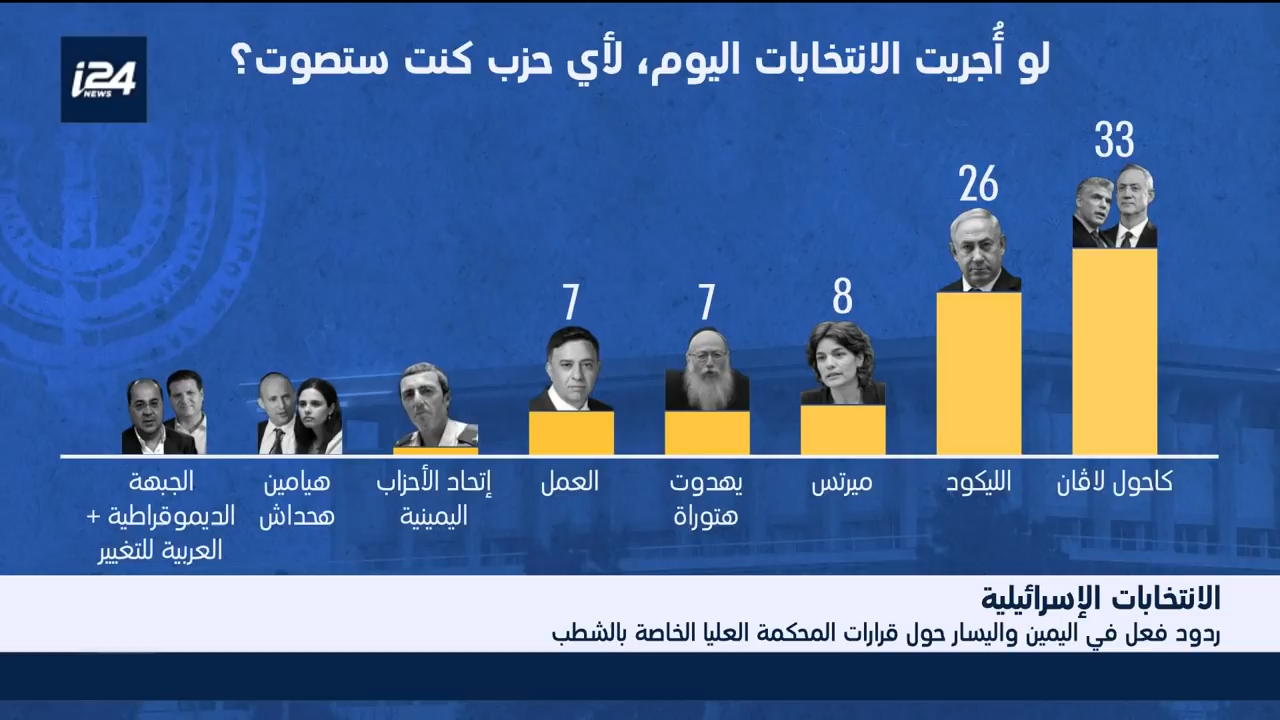 لو أُجريت الانتخابات اليوم، لأي حزب كنت ستصوت؟
i24
NEWS
33
26
8
7
7
كاحول لاڤان
الليكود
ميرتس
يهدوت
هتوراة
العمل
إتحاد الأحزاب
اليمينية
هيامين
هحداش
الجبهة
الديموقراطية +
العربية للتغيير
الانتخابات الإسرائيلية
ردود فعل في اليمين واليسار حول قرارات المحكمة العليا الخاصة بالشطب